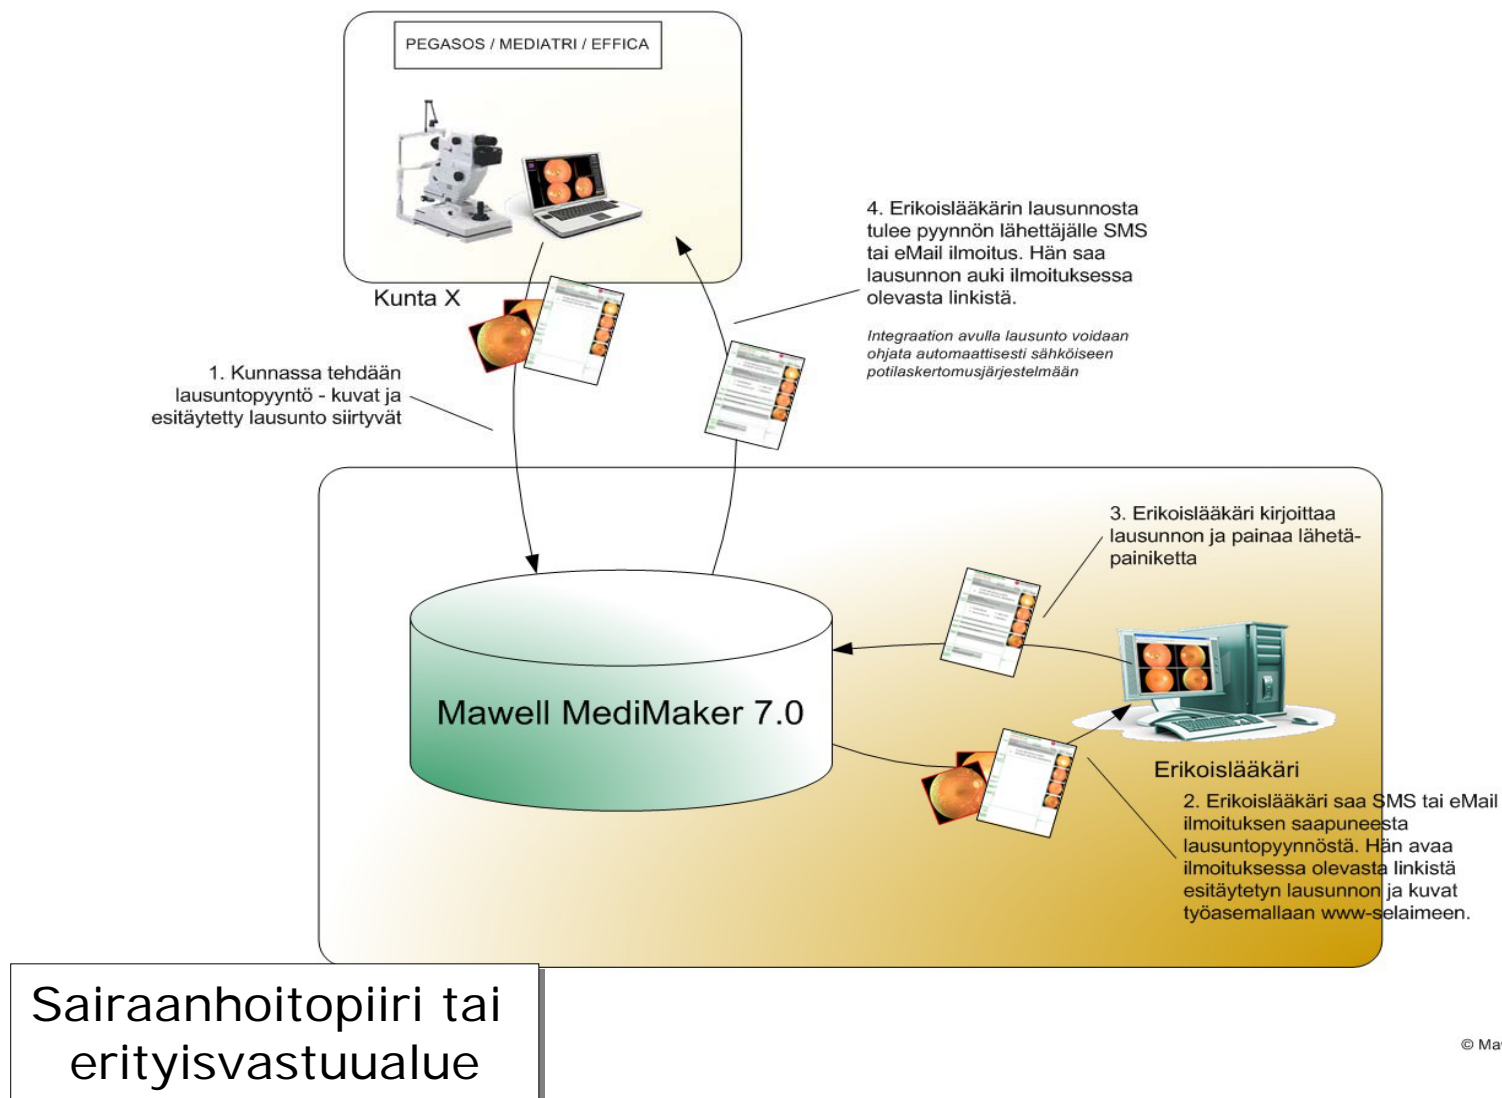 PEGASOS / MEDIATRI / EFFICA
Kunta X
1. Kunnassa tehdään
lausuntopyyntö - kuvat ja
esitäytetty lausunto siirtyvät
4. Erikoislääkärin lausunnosta
tulee pyynnön lähettäjälle SMS
tai eMail ilmoitus. Hän saa
lausunnon auki ilmoituksessa
olevasta linkistä.
Integraation avulla lausunto voidaan
ohjata automaattisesti sähköiseen
potilaskertomusjärjestelmään
3. Erikoislääkäri kirjoittaa
lausunnon ja painaa lähetä-
painiketta
Mawell MediMaker 7.0
Erikoislääkäri
2. Erikoislääkäri saa SMS tai eMail
ilmoituksen saapuneesta
lausuntopyynnöstä. Hän avaa
ilmoituksessa olevasta linkistä
esitäytetyn lausunnon ja kuvat
työasemallaan www-selaimeen.
Sairaanhoitopiiri tai
erityisvastuualue
©